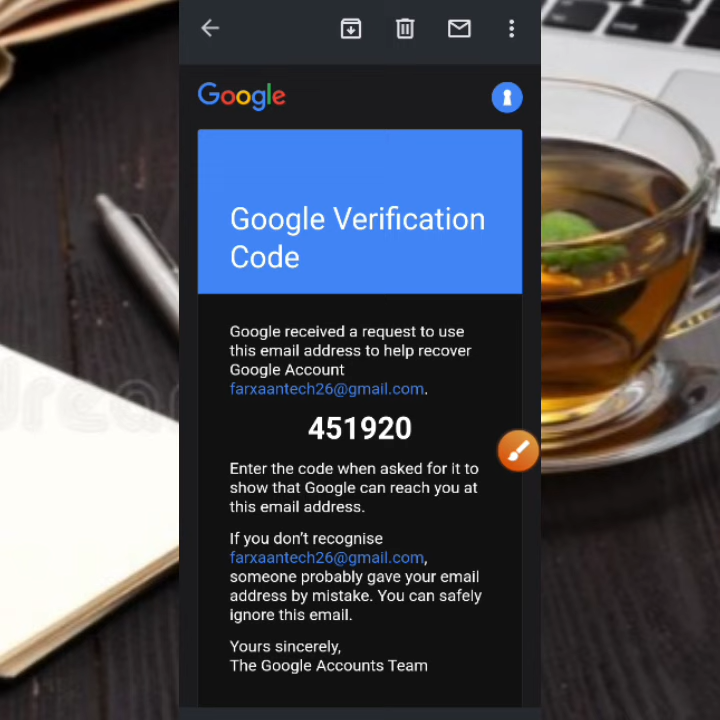 Google
Google Verification
Code
Google received a request to use
this email address to help recover
Google Account
farxaantech26@gmail.com.
451920
Enter the code when asked for it to
show that Google can reach you at
this email address.
If you don't recognise
farxaantech26@gmail.com,
someone probably gave your email
address by mistake. You can safely
ignore this email.
Yours sincerely,
The Google Accounts Team